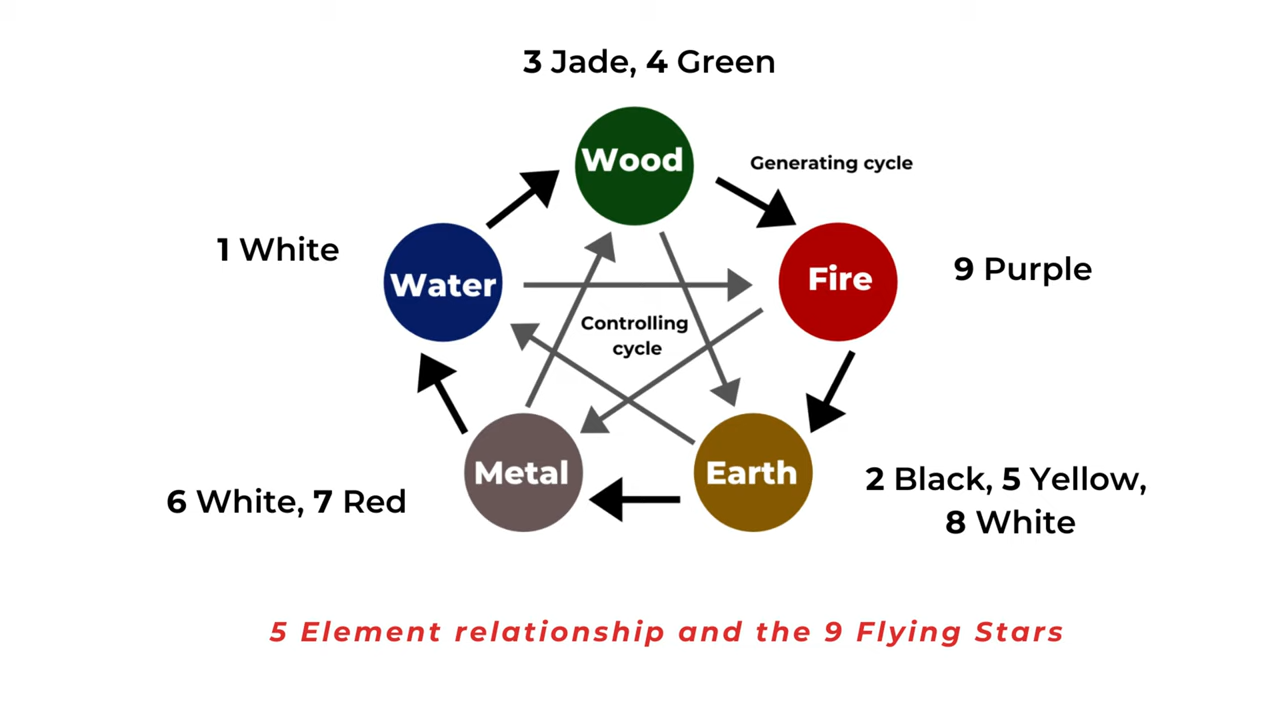 3 Jade, 4 Green
Wood
Generating cycle
1 White
Water
Fire
9 Purple
Controlling
cycle
Metal
Earth
6 White, 7 Red
2 Black, 5 Yellow,
8 White
5 Element relationship and the 9 Flying Stars